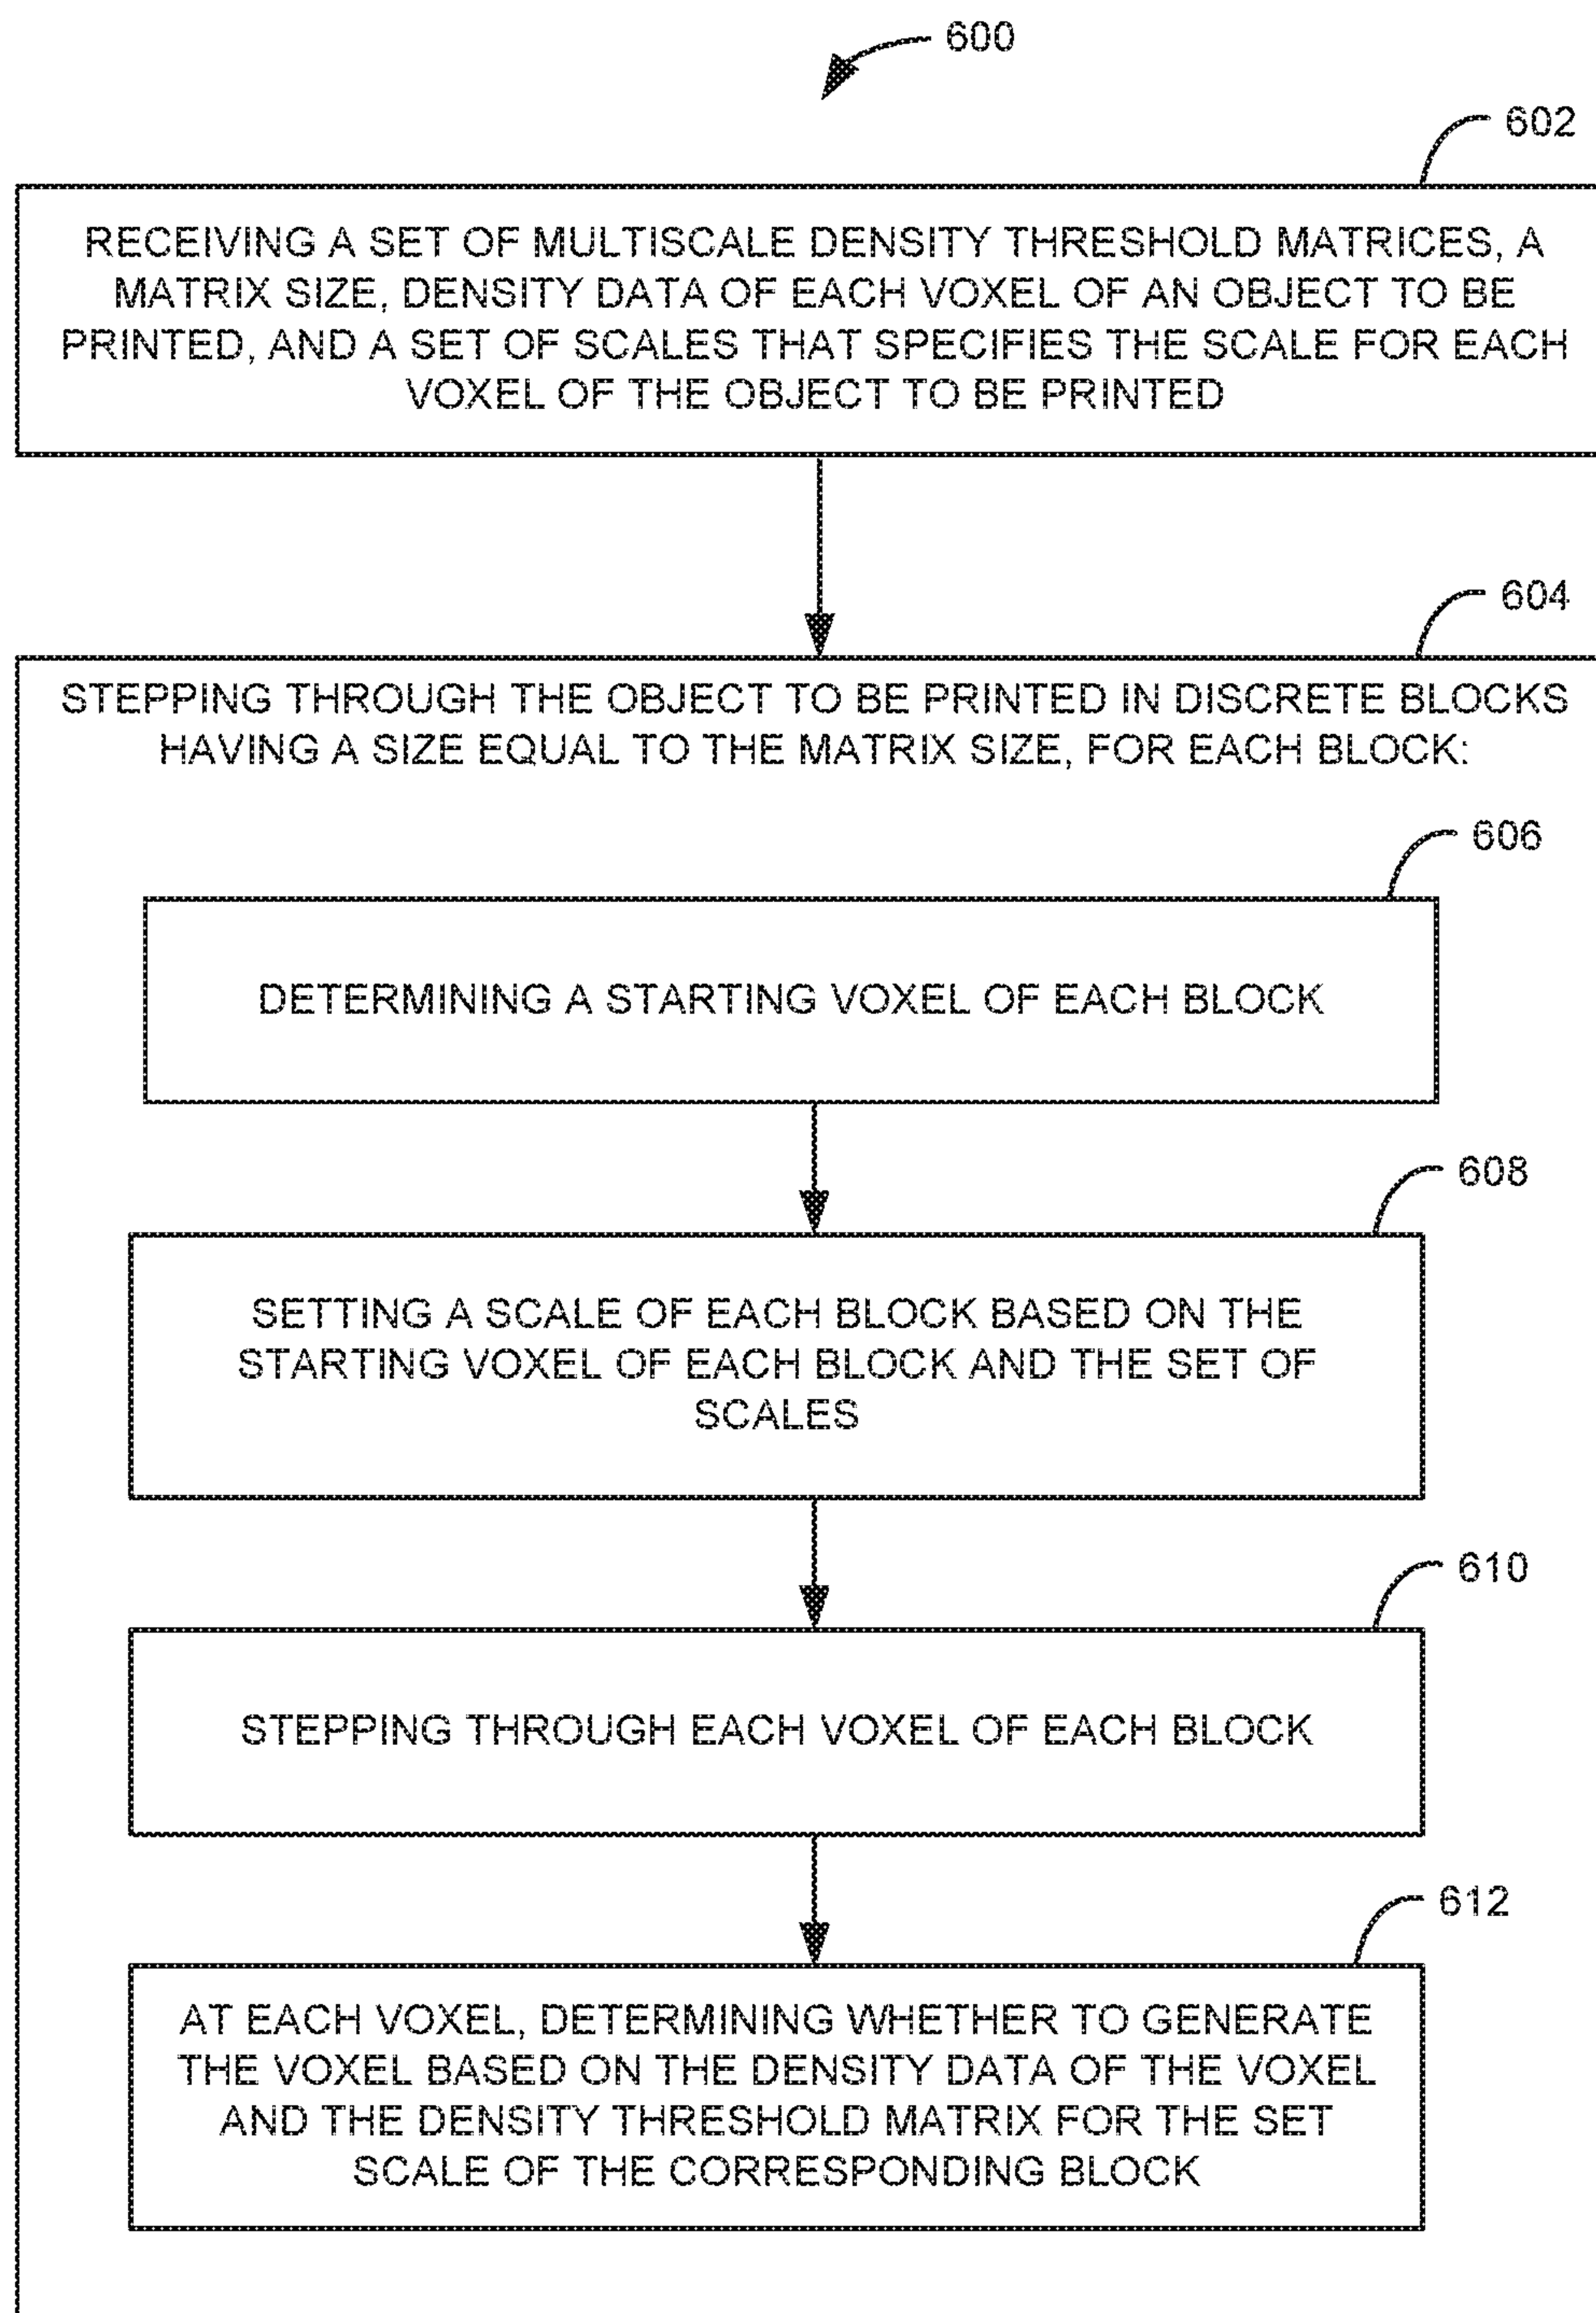 600
602
RECEIVING A SET OF MULTISCALE DENSITY THRESHOLD MATRICES, A
MATRIX SIZE, DENSITY DATA OF EACH VOXEL OF AN OBJECT TO BE
PRINTED, AND A SET OF SCALES THAT SPECIFIES THE SCALE FOR EACH
VOXEL OF THE OBJECT TO BE PRINTED
604
STEPPING THROUGH THE OBJECT TO BE PRINTED IN DISCRETE BLOCKS
HAVING A SIZE EQUAL TO THE MATRIX SIZE, FOR EACH BLOCK:
606
DETERMINING A STARTING VOXEL OF EACH BLOCK
608
SETTING A SCALE OF EACH BLOCK BASED ON THE
STARTING VOXEL OF EACH BLOCK AND THE SET OF
SCALES
610
STEPPING THROUGH EACH VOXEL OF EACH BLOCK
612
AT EACH VOXEL, DETERMINING WHETHER TO GENERATE
THE VOXEL BASED ON THE DENSITY DATA OF THE VOXEL
AND THE DENSITY THRESHOLD MATRIX FOR THE SET
SCALE OF THE CORRESPONDING BLOCK